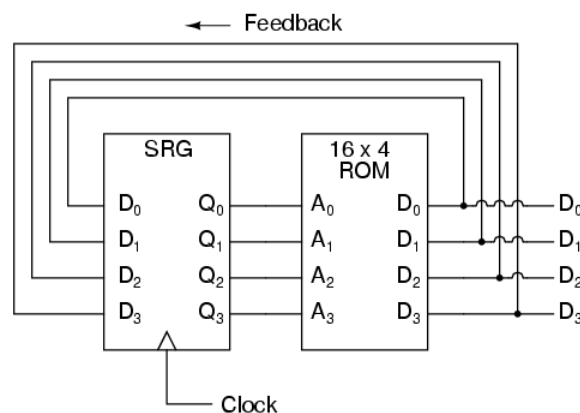 Feedback
SRG
16 x 4
ROM
D₀ Q₀ A₀ D₀ D₀
D₁ Q₁ A₁ D₁ D₁
D₂ Q₂ A₂ D₂ D₂
D₃ Q₃ A₃ D₃ D₃
Clock